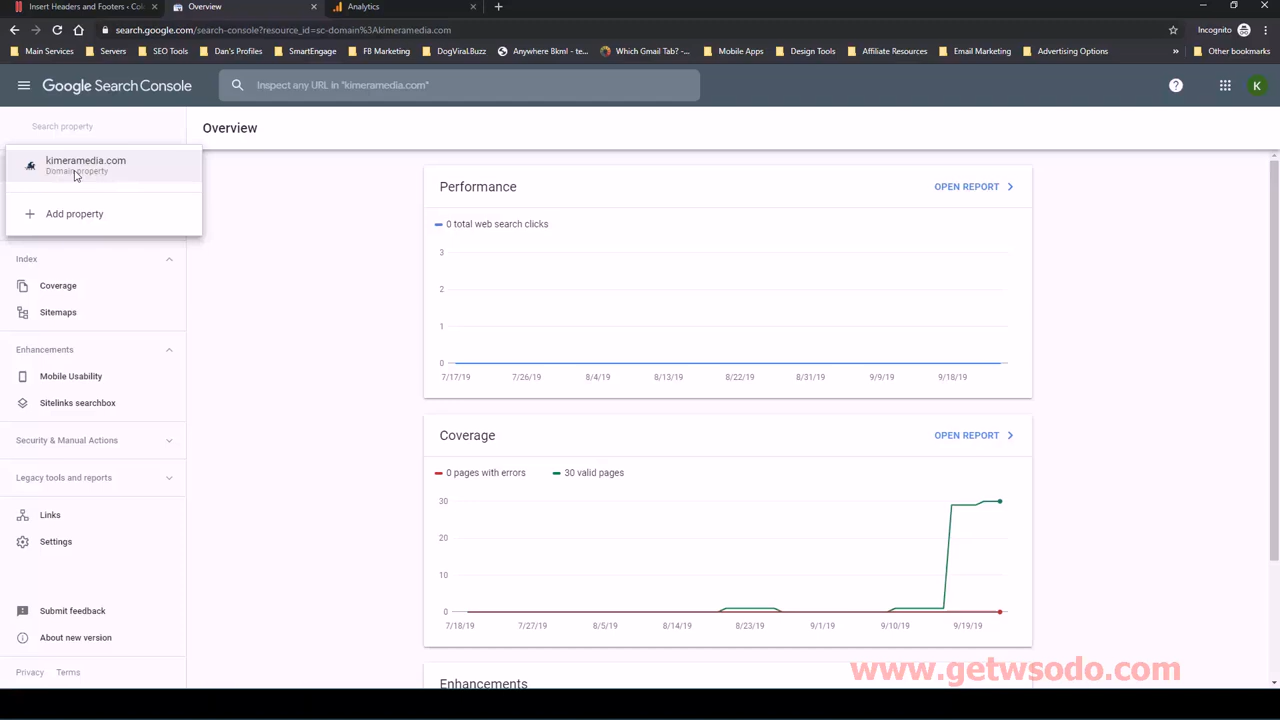 Insert Headers and Footers ‹ Colo
Overview
Analytics
search.google.com/search-console?resource_id=sc-domain%3Akimeramedia.com
Incognito
Main Services
Servers
SEO Tools
Dan's Profiles
SmartEngage
FB Marketing
DogViral.Buzz
Anywhere Bkml - te...
Which Gmail Tab? -...
Mobile Apps
Design Tools
Affiliate Resources
Email Marketing
Advertising Options
»
Other bookmarks
Google Search Console
Inspect any URL in "kimeramedia.com"
K
Search property
Overview
kimeramedia.com
Domain property
Add property
Index
Coverage
Sitemaps
Enhancements
Mobile Usability
Sitelinks searchbox
Security & Manual Actions
Legacy tools and reports
Links
Settings
Submit feedback
About new version
Privacy
Terms
Performance
OPEN REPORT
0 total web search clicks
3
2
1
0
7/17/19
7/26/19
8/4/19
8/13/19
8/22/19
8/31/19
9/9/19
9/18/19
Coverage
OPEN REPORT
0 pages with errors
30 valid pages
30
20
10
0
7/18/19
7/27/19
8/5/19
8/14/19
8/23/19
9/1/19
9/10/19
9/19/19
Enhancements
www.getwsodo.com